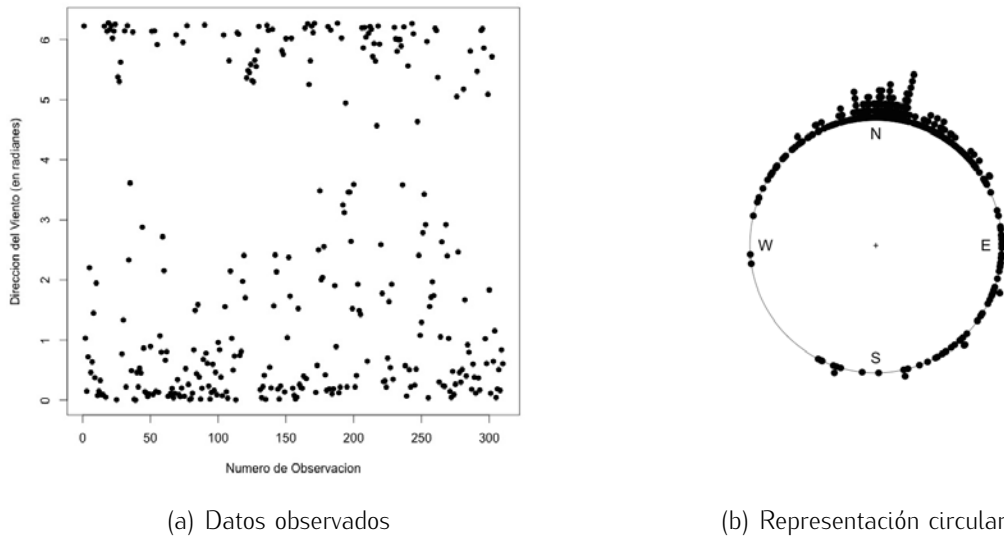 Direccion del Viento (en radianes)
6
5
4
3
2
1
0
0 50 100 150 200 250 300
Numero de Observacion
N
W
E
S
(a) Datos observados
(b) Representación circular